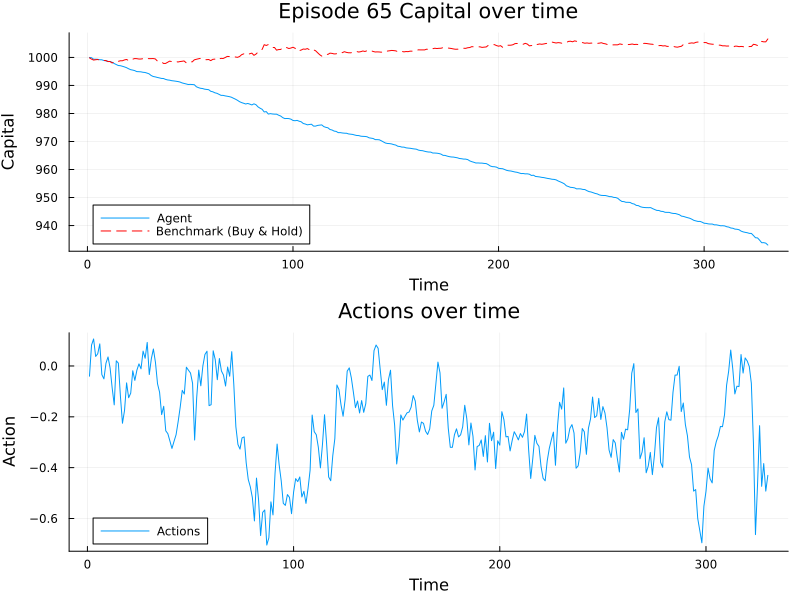 Episode 65 Capital over time
Capital
1000
990
980
970
960
950
940
Agent
Benchmark (Buy & Hold)
0
100
200
300
Time
Actions over time
Action
0.0
−0.2
−0.4
−0.6
Actions
0
100
200
300
Time